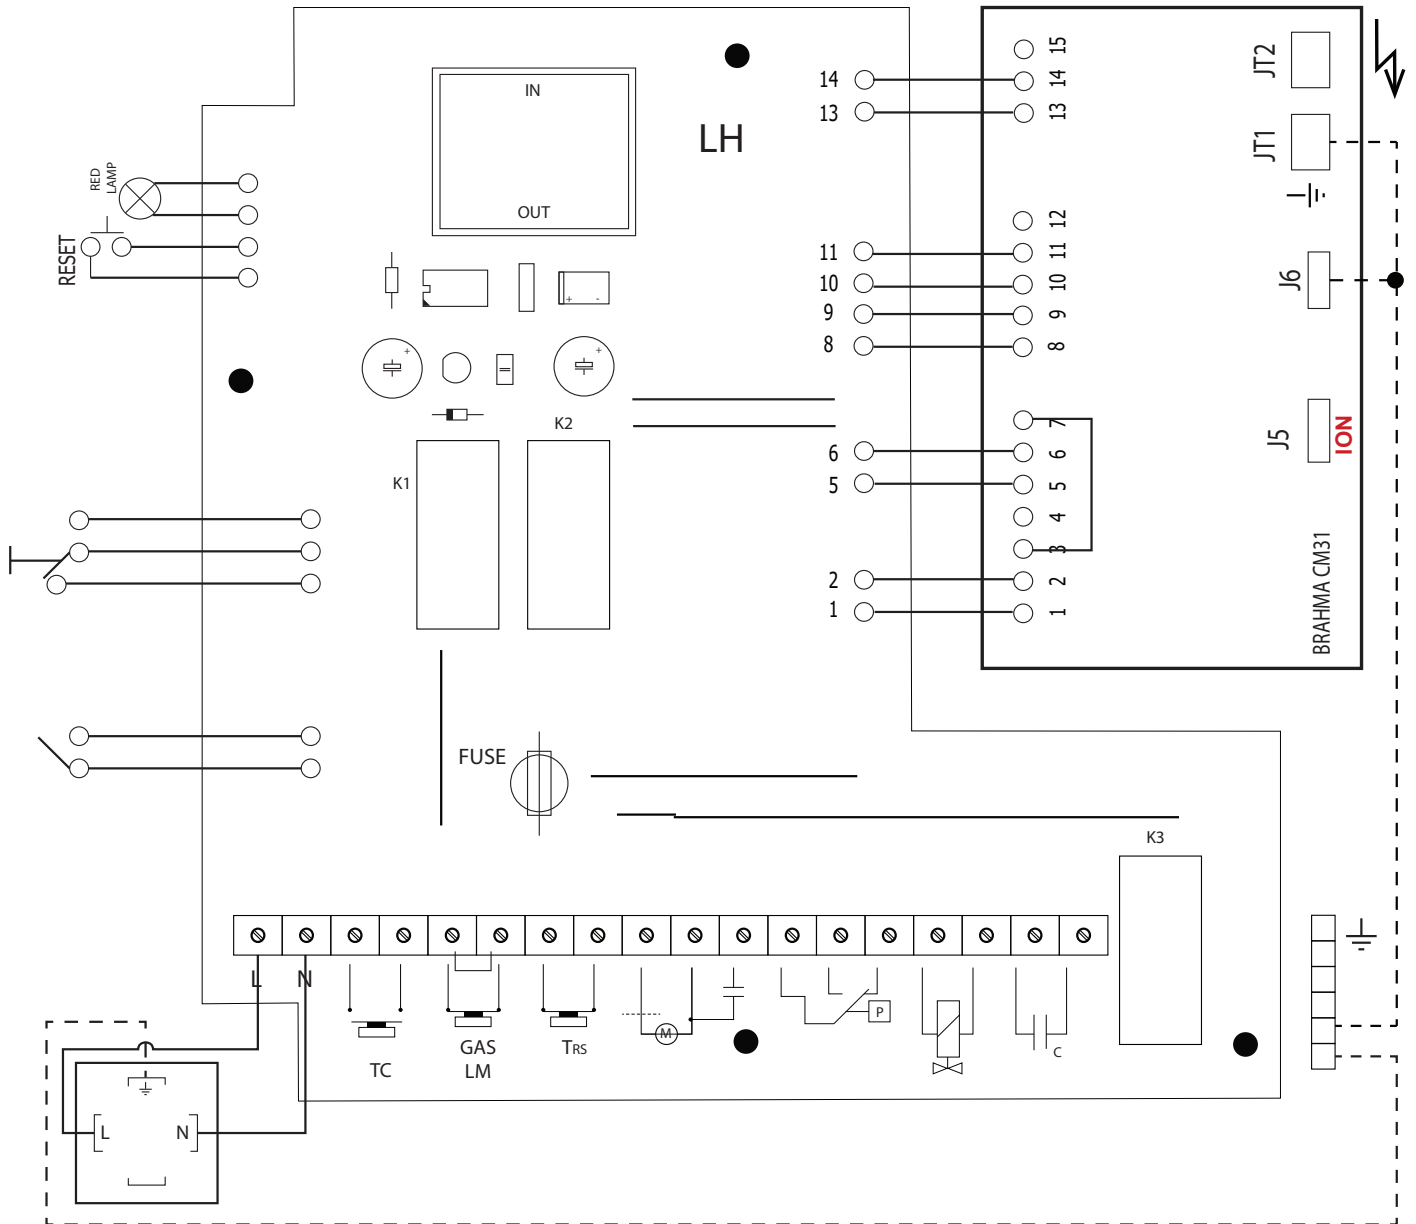 IN
OUT
LH
RED
LAMP
RESET
+
-
+
+
K1
K2
K3
FUSE
14
13
11
10
9
8
6
5
2
1
15
14
13
12
11
10
9
8
7
6
5
4
3
2
1
JT2
JT1
J6
J5
ION
BRAHMA CM31
L
N
TC
GAS
LM
TRS
M
P
C
L
N